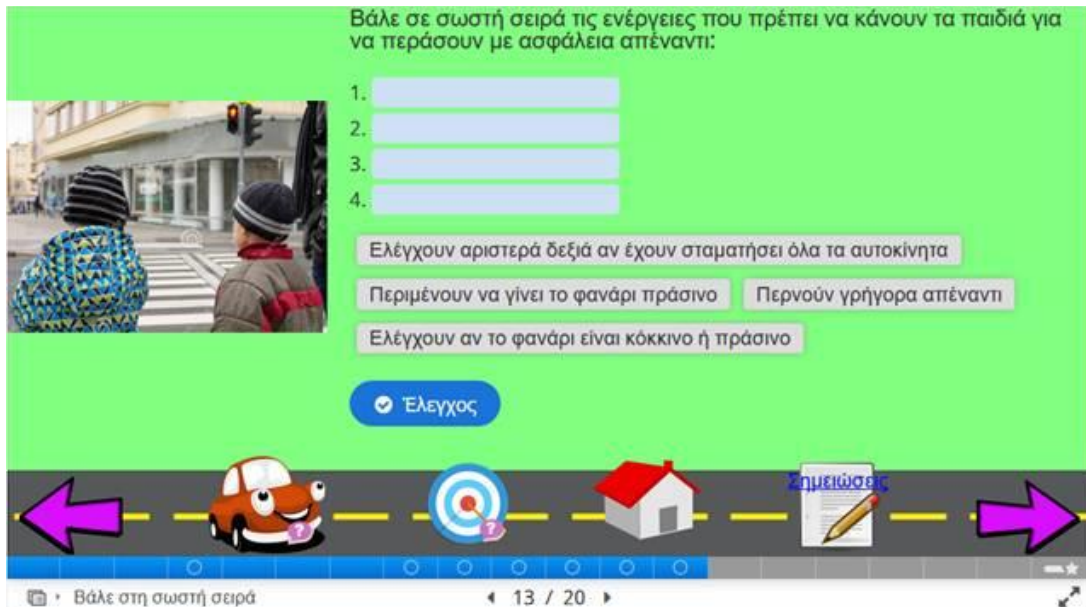 Βάλε σε σωστή σειρά τις ενέργειες που πρέπει να κάνουν τα παιδιά για
να περάσουν με ασφάλεια απέναντι:
1.
2.
3.
4.
Ελέγχουν αριστερά δεξιά αν έχουν σταματήσει όλα τα αυτοκίνητα
Περιμένουν να γίνει το φανάρι πράσινο Περνούν γρήγορα απέναντι
Ελέγχουν αν το φανάρι είναι κόκκινο ή πράσινο
Έλεγχος
Σημειώσεις
? ?
Βάλε στη σωστή σειρά 13 / 20